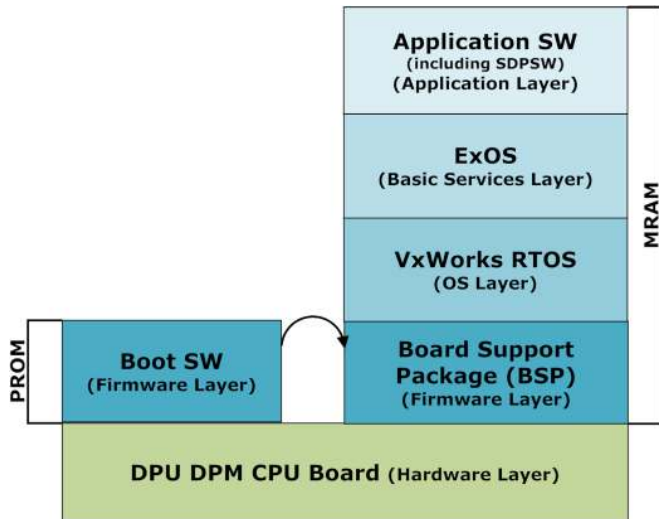 Application SW
(including SDPSW)
(Application Layer)
ExOS
(Basic Services Layer)
VxWorks RTOS
(OS Layer)
MRAM
PROM
Boot SW
(Firmware Layer)
Board Support
Package (BSP)
(Firmware Layer)
DPU DPM CPU Board (Hardware Layer)